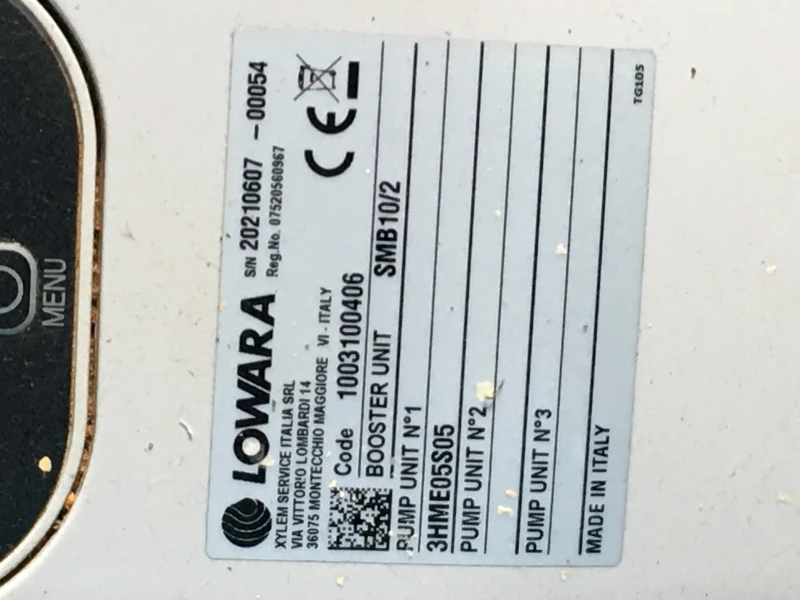 MENU
LOWARA
S/N 20210607 -00054
Reg.No. 07520560967
XYLEM SERVICE ITALIA SRL
VIA VITTORIO LOMBARDI 14
36075 MONTECCHIO MAGGIORE VI - ITALY
CE
Code 1003100406
BOOSTER UNIT SMB10/2
PUMP UNIT N°1
3HME05S05
PUMP UNIT N°2
PUMP UNIT N°3
MADE IN ITALY
TG105